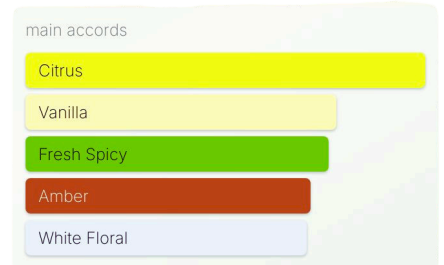 main accords
Citrus
Vanilla
Fresh Spicy
Amber
White Floral